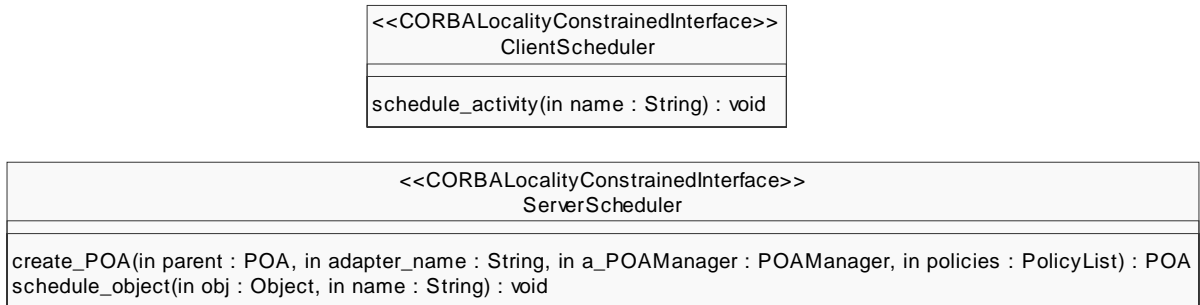 <<CORBALocalityConstrainedInterface>>
ClientScheduler
schedule_activity(in name : String) : void
<<CORBALocalityConstrainedInterface>>
ServerScheduler
create_POA(in parent : POA, in adapter_name : String, in a_POAManager : POAManager, in policies : PolicyList) : POA
schedule_object(in obj : Object, in name : String) : void